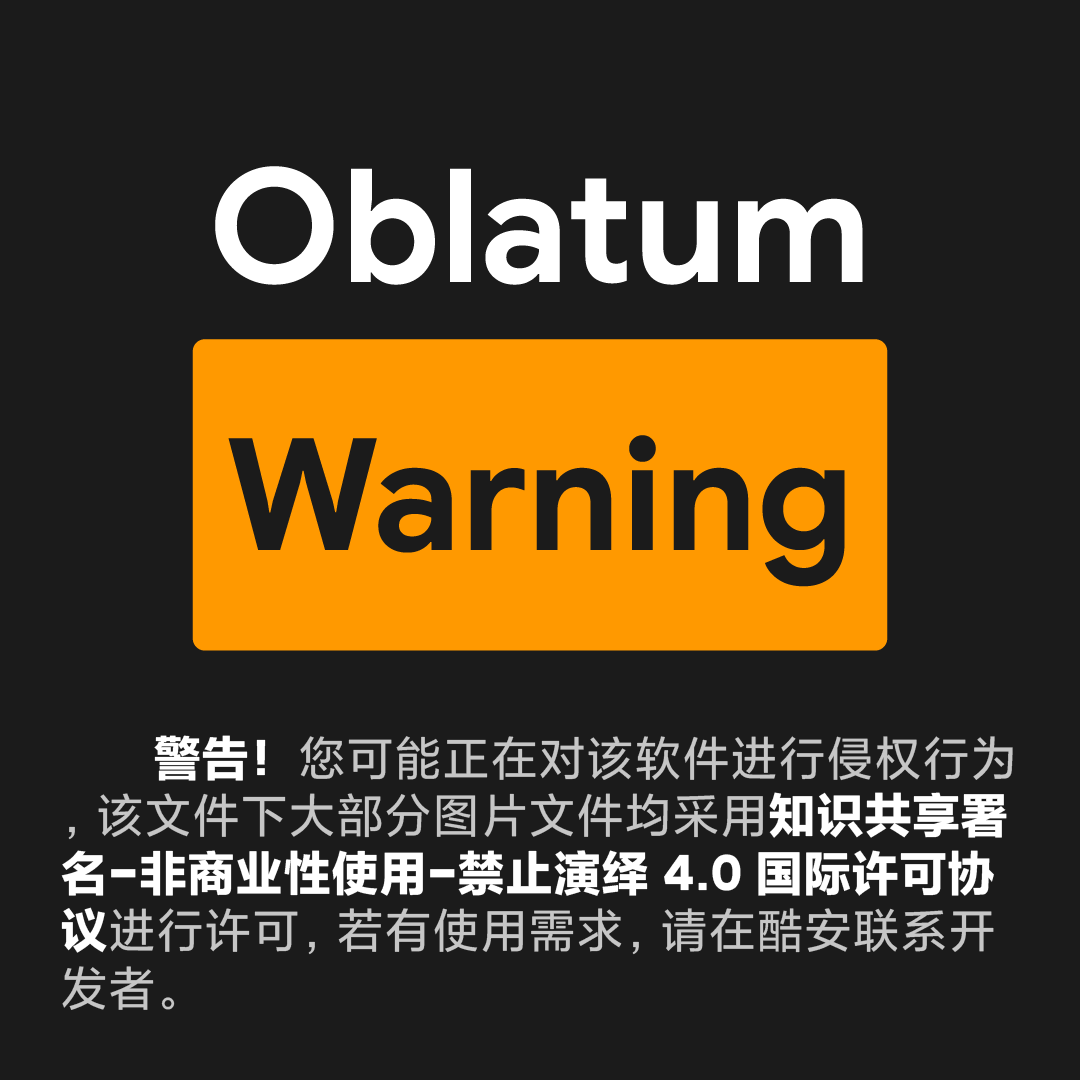 Oblatum
Warning
警告！您可能正在对该软件进行侵权行为
，该文件下大部分图片文件均采用知识共享署
名-非商业性使用-禁止演绎 4.0 国际许可协
议进行许可，若有使用需求，请在酷安联系开
发者。